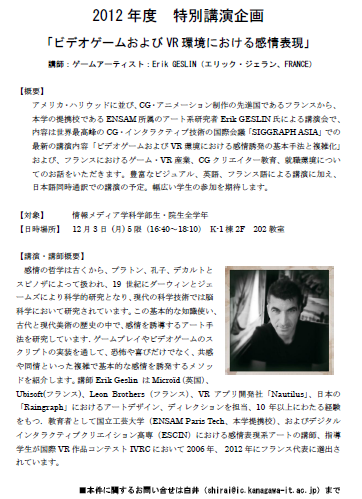 2012 年度　特別講演企画
「ビデオゲームおよび VR 環境における感情表現」
講師：ゲームアーティスト：Erik GESLIN（エリック・ジェラン、FRANCE）
【概要】
アメリカ・ハリウッドに並び、CG・アニメーション制作の先進国であるフランスから、
本学の提携校である ENSAM 所属のアート系研究者 Erik GESLIN 氏による講演会で、
内容は世界最高峰の CG・インタラクティブ技術の国際会議「SIGGRAPH ASIA」での
最新の講演内容「ビデオゲームおよび VR 環境における感情誘発の基本手法と複雑化」
および、フランスにおけるゲーム・VR 産業、CG クリエイター教育、就職環境につい
てのお話をいただきます。豊富なビジュアル、英語、フランス語による講演に加え、
日本語同時通訳での講演の予定。幅広い学生の参加を期待します。
【対象】　情報メディア学科学部生・院生全学年
【日時場所】　12 月 3 日（月）5 限（16:40～18:10）　K-1 棟 2F　202 教室
【講演・講師概要】
感情の哲学は古くから、プラトン、孔子、デカルトと
スピノザによって扱われ、19 世紀にダーウィンとジェ
ームズにより科学的研究となり、現代の科学技術では脳
科学において研究されています。この基本的な知識使い、
古代と現代美術の歴史の中で、感情を誘導するアート手
法を研究しています。ゲームプレイやビデオゲームのス
クリプトの実装を通して、恐怖や喜びだけでなく、共感
や同情といった複雑で基本的な感情を発するメソッ
ドを紹介します。講師 Erik Geslin は Microïd（英国）、
Ubisoft（フランス）、Leon Brothers（フランス）、VR アプリ開発社「Nautilus」、日本の
「Raingraph」におけるアートデザイン、ディレクションを担当、10 年以上にわたる経験
をもつ．教育者として国立工芸大学（ENSAM Paris Tech、本学提携校）、およびデジタル
インタラクティブクリエイション高専（ESCIN）における感情表現系アートの講師、指導
学生が国際 VR 作品コンテスト IVRC において 2006 年、2012 年にフランス代表に選出さ
れています。
■本件に関するお問い合せは白井（shirai@ic.kanagawa-it.ac.jp）まで